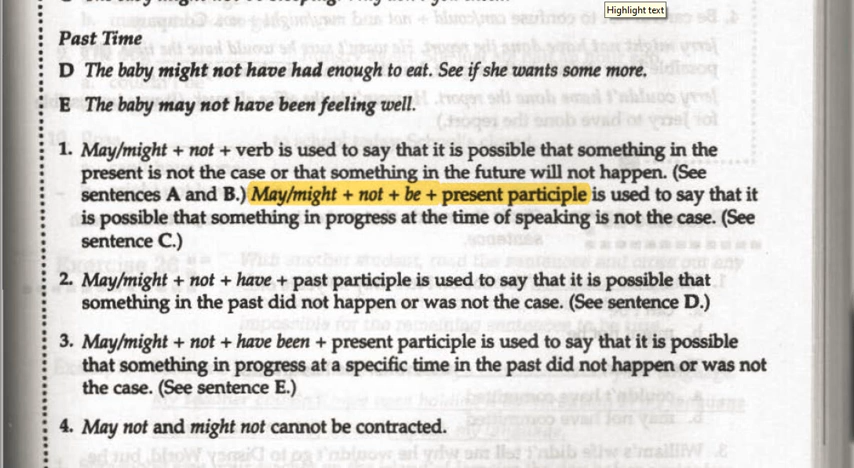 Highlight text
Past Time
D The baby might not have had enough to eat. See if she wants some more.
E The baby may not have been feeling well.
1. May/might + not + verb is used to say that it is possible that something in the
present is not the case or that something in the future will not happen. (See
sentences A and B.) May/might + not + be + present participle is used to say that it
is possible that something in progress at the time of speaking is not the case. (See
sentence C.)
2. May/might + not + have + past participle is used to say that it is possible that
something in the past did not happen or was not the case. (See sentence D.)
3. May/might + not + have been + present participle is used to say that it is possible
that something in progress at a specific time in the past did not happen or was not
the case. (See sentence E.)
4. May not and might not cannot be contracted.